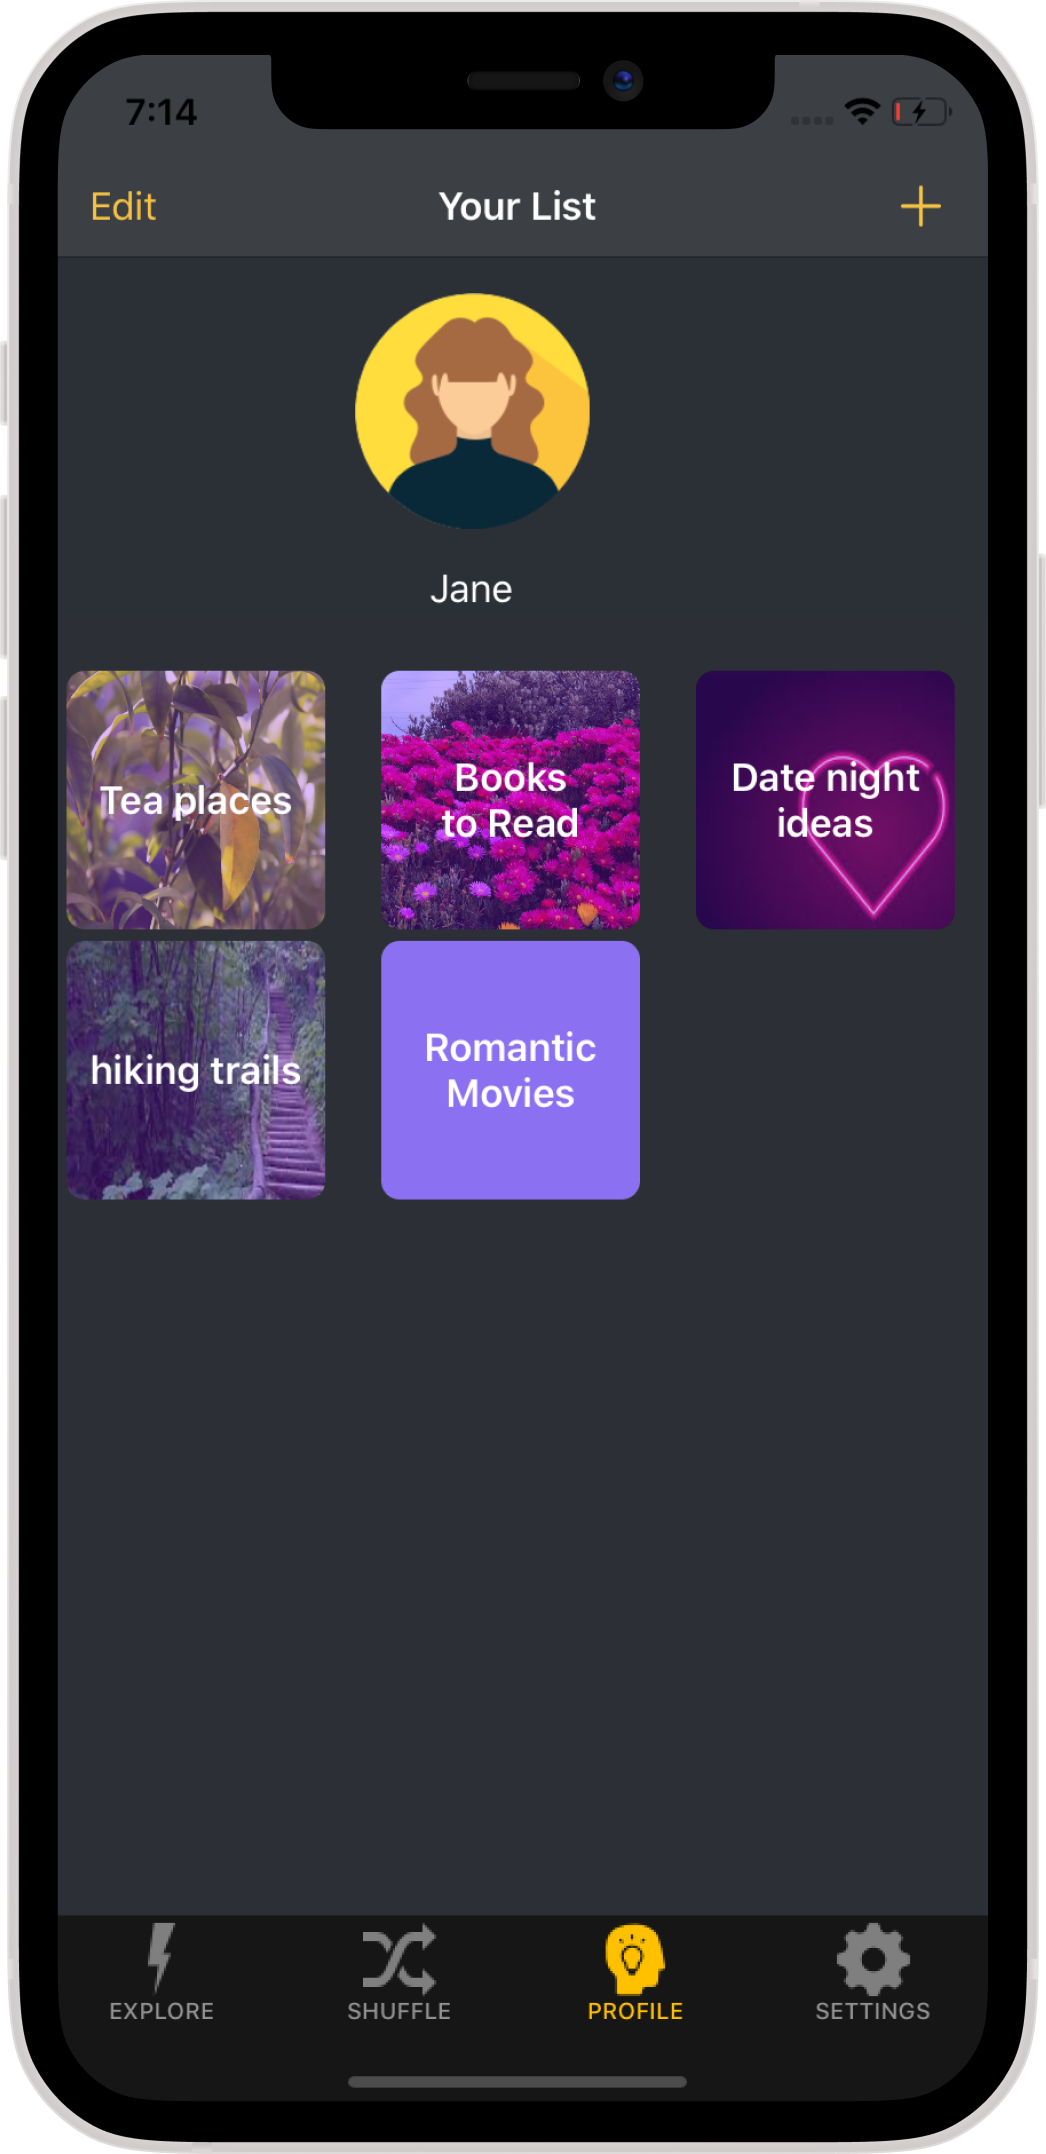 7:14
Edit
Your List
Jane
Tea places
Books
to Read
Date night
ideas
hiking trails
Romantic
Movies
EXPLORE
SHUFFLE
PROFILE
SETTINGS